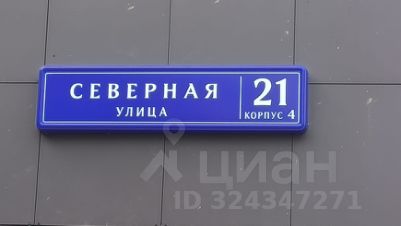 СЕВЕРНАЯ
УЛИЦА
21
КОРПУС 4
циан
ID 324347271